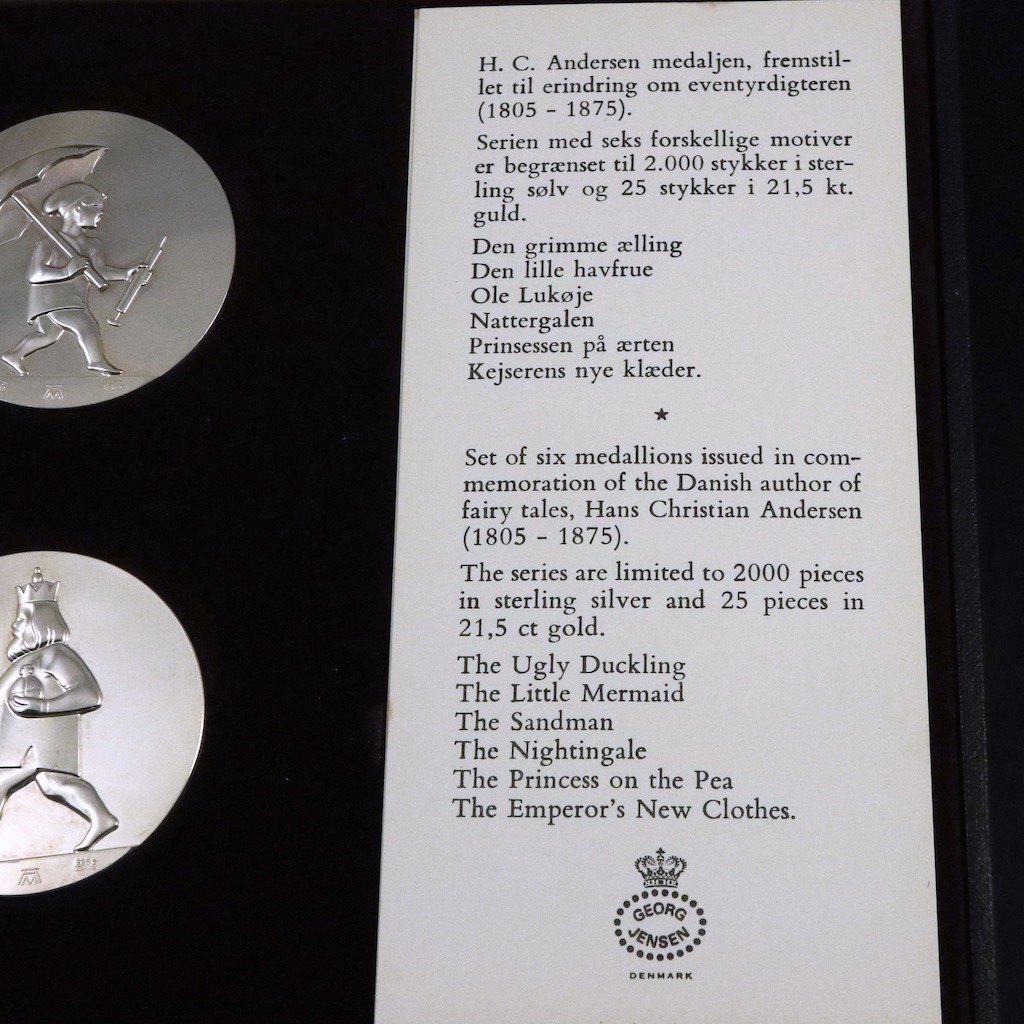 H. C. Andersen medaljen, fremstil-
let til erindring om eventyrdigteren
(1805 - 1875).
Serien med seks forskellige motiver
er begrænset til 2.000 stykker i ster-
ling sølv og 25 stykker i 21,5 kt.
guld.
Den grimme ælling
Den lille havfrue
Ole Lukøje
Nattergalen
Prinsessen på ærten
Kejserens nye klæder.
★
Set of six medallions issued in com-
memoration of the Danish author of
fairy tales, Hans Christian Andersen
(1805 - 1875).
The series are limited to 2000 pieces
in sterling silver and 25 pieces in
21,5 ct gold.
The Ugly Duckling
The Little Mermaid
The Sandman
The Nightingale
The Princess on the Pea
The Emperor's New Clothes.
GEORG
JENSEN
DENMARK